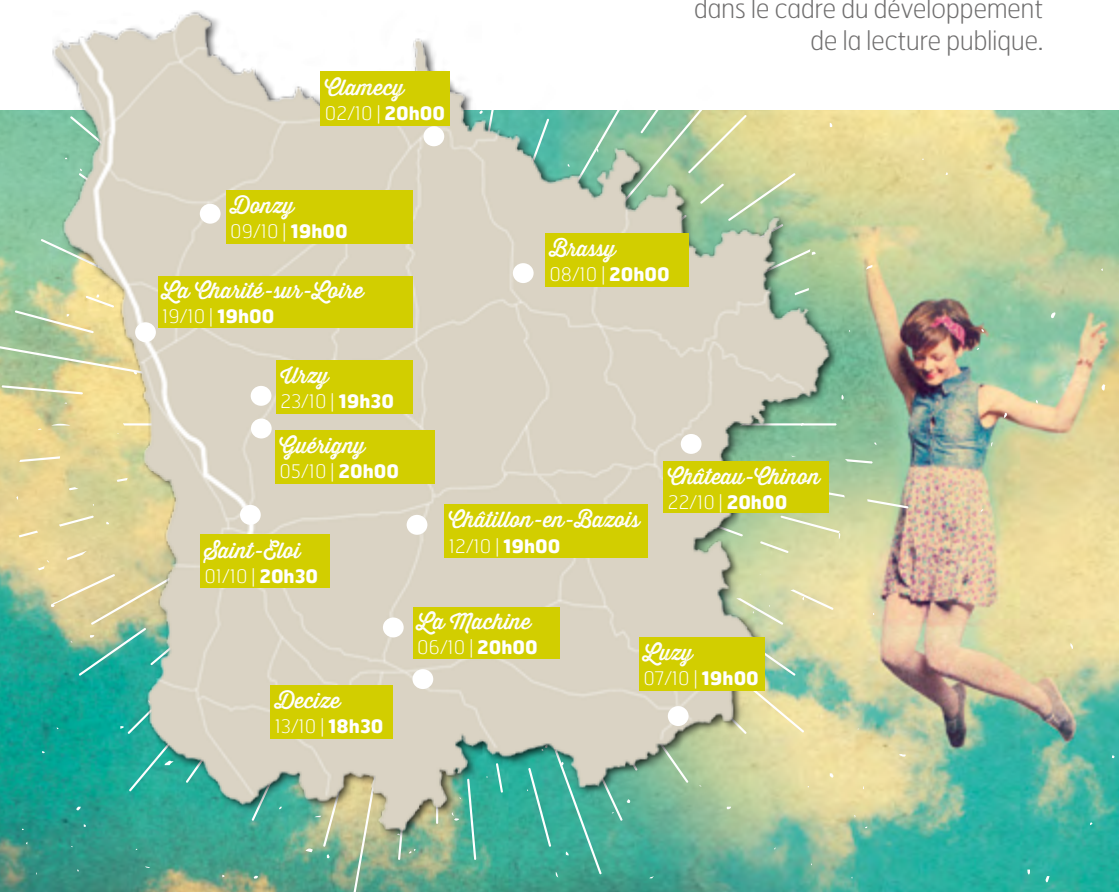 dans le cadre du développement
de la lecture publique.
Clamecy
02/10 | 20h00
Donzy
09/10 | 19h00
Brassy
08/10 | 20h00
La Charité-sur-Loire
19/10 | 19h00
Urzy
23/10 | 19h30
Guérigny
05/10 | 20h00
Château-Chinon
22/10 | 20h00
Châtillon-en-Bazois
12/10 | 19h00
Saint-Eloi
01/10 | 20h30
La Machine
06/10 | 20h00
Luzy
07/10 | 19h00
Decize
13/10 | 18h30